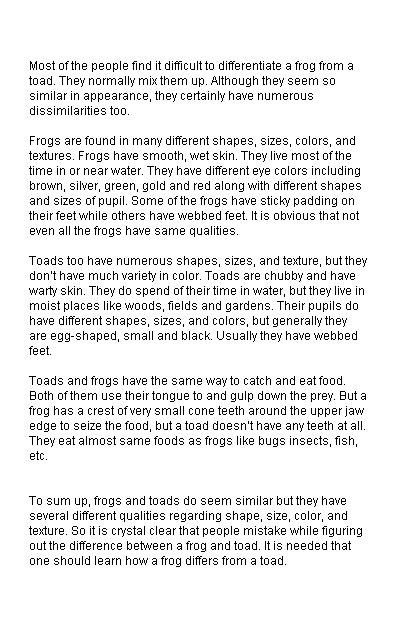 Most of the people find it difficult to differentiate a frog from a
toad. They normally mix them up. Although they seem so
similar in appearance, they certainly have numerous
dissimilarities too.
Frogs are found in many different shapes, sizes, colors, and
textures. Frogs have smooth, wet skin. They live most of the
time in or near water. They have different eye colors including
brown, silver, green, gold and red along with different shapes
and sizes of pupil. Some of the frogs have sticky padding on
their feet while others have webbed feet. It is obvious that not
even all the frogs have same qualities.
Toads too have numerous shapes, sizes, and texture, but they
don't have much variety in color. Toads are chubby and have
warty skin. They do spend of their time in water, but they live in
moist places like woods, fields and gardens. Their pupils do
have different shapes, sizes, and colors, but generally they
are egg-shaped, small and black. Usually they have webbed
feet.
Toads and frogs have the same way to catch and eat food.
Both of them use their tongue to and gulp down the prey. But a
frog has a crest of very small cone teeth around the upper jaw
edge to seize the food, but a toad doesn't have any teeth at all.
They eat almost same foods as frogs like bugs insects, fish,
etc.
To sum up, frogs and toads do seem similar but they have
several different qualities regarding shape, size, color, and
texture. So it is crystal clear that people mistake while figuring
out the difference between a frog and toad. It is needed that
one should learn how a frog differs from a toad.